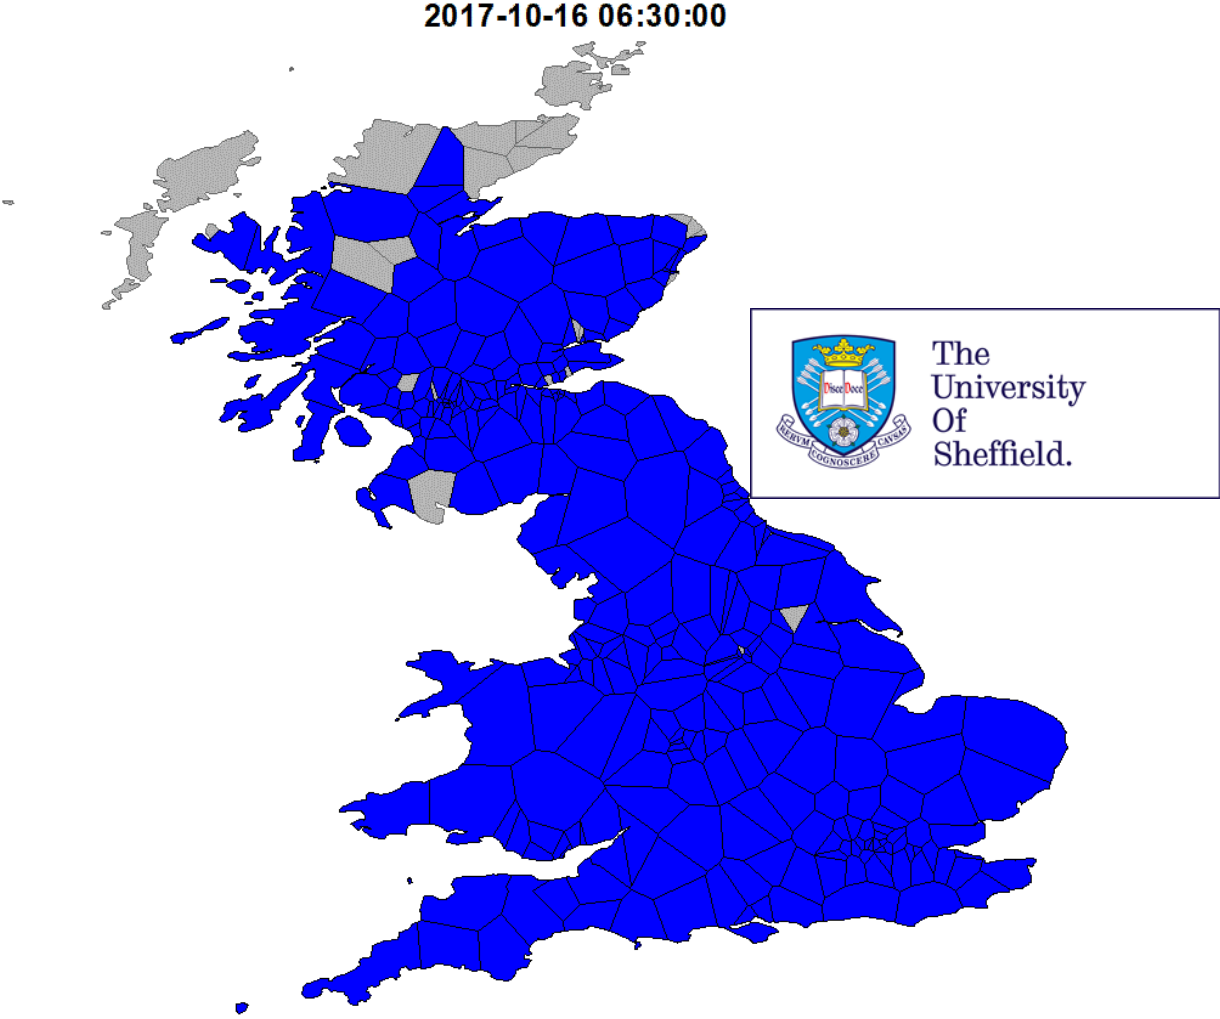 2017-10-16 06:30:00
The
University
Of
Sheffield.
Disce Doce
RERVM
COGNOSCERE
CAVSAS